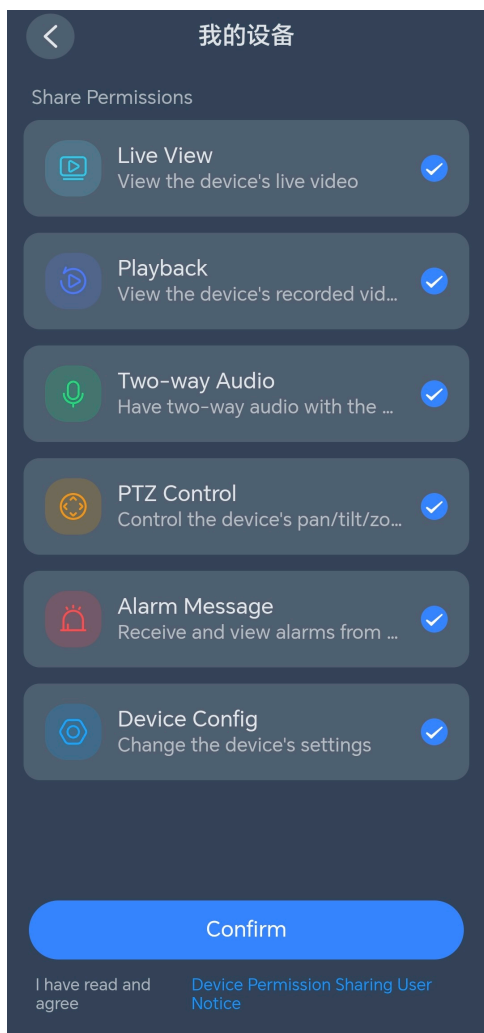 我的设备
Share Permissions
Live View
View the device's live video
Playback
View the device's recorded vid...
Two-way Audio
Have two-way audio with the ...
PTZ Control
Control the device's pan/tilt/zo...
Alarm Message
Receive and view alarms from ...
Device Config
Change the device's settings
Confirm
I have read and
agree
Device Permission Sharing User
Notice